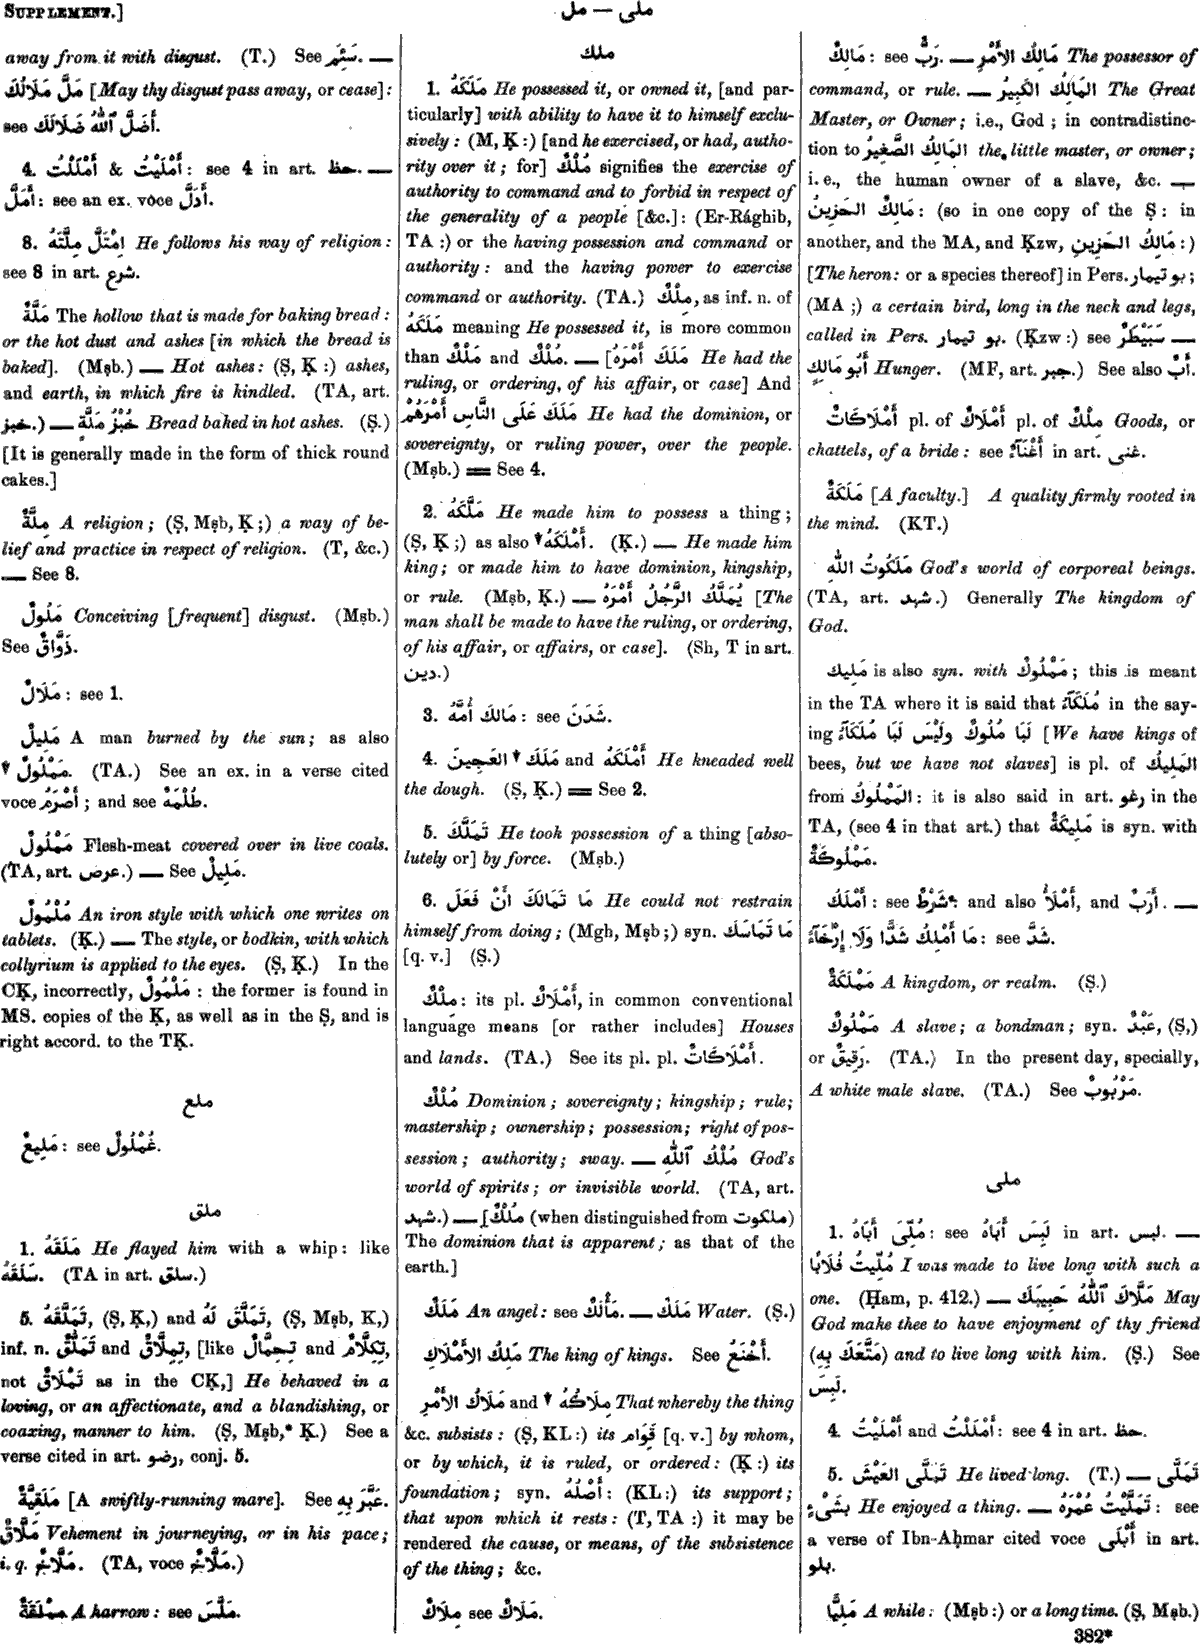 SUPPLEMENT.]
ملى — مل
away from it with disgust. (T.) See سَئِمَ. —
مَلَّ مَلَالُكَ [May thy disgust pass away, or cease]:
see أَضَلَّ ٱللّٰهُ ضَلَالَكَ.
4. أَمْلَيْتُ & أَمْلَلْتُ: see 4 in art. حظ. —
أَمَلَّ: see an ex. voce أَدَلَّ.
8. اِمْتَلَّ مِلَّتَهُ He follows his way of religion:
see 8 in art. شرع.
مَلَّةٌ The hollow that is made for baking bread:
or the hot dust and ashes [in which the bread is
baked]. (Mṣb.) — Hot ashes: (Ṣ, Ḳ:) ashes,
and earth, in which fire is kindled. (TA, art.
خبز.) — خُبْزُ مَلَّةٍ Bread baked in hot ashes. (Ṣ.)
[It is generally made in the form of thick round
cakes.]
مِلَّةٌ A religion; (Ṣ, Mṣb, Ḳ;) a way of be-
lief and practice in respect of religion. (T, &c.)
— See 8.
مَلُولٌ Conceiving [frequent] disgust. (Mṣb.)
See ذَوَّاقٌ.
مَلَالٌ: see 1.
مَلِيلٌ A man burned by the sun; as also
▼ مَمْلُولٌ. (TA.) See an ex. in a verse cited
voce أَصْرَمُ; and see طُلْمَةٌ.
مَمْلُولٌ Flesh-meat covered over in live coals.
(TA, art. عرض.) — See مَلِيلٌ.
مُلْمُولٌ An iron style with which one writes on
tablets. (Ḳ.) — The style, or bodkin, with which
collyrium is applied to the eyes. (Ṣ, Ḳ.) In the
CḲ, incorrectly, مَلْمُولٌ: the former is found in
MS. copies of the Ḳ, as well as in the Ṣ, and is
right accord. to the TḲ.
ملع
مَلِيعٌ: see غُمْلُولٌ.
ملق
1. مَلَقَهُ He flayed him with a whip: like
سَلَقَهُ. (TA in art. سلق.)
5. تَمَلَّقَهُ, (Ṣ, Ḳ,) and تَمَلَّقَ لَهُ, (Ṣ, Mṣb, K,)
inf. n. تَمَلُّقٌ and تِمِلَّاقٌ, [like تِحِمَّالٌ and تِكِلَّامٌ,
not تَمْلَاقٌ as in the CḲ,] He behaved in a
loving, or an affectionate, and a blandishing, or
coaxing, manner to him. (Ṣ, Mṣb,* Ḳ.) See a
verse cited in art. رضو, conj. 5.
مَلَقِيَّةٌ [A swiftly-running mare]. See عَبَّرَ بِهِ.
مَلَّاقٌ Vehement in journeying, or in his pace;
i. q. مَلَّاخٌ. (TA, voce مَلَّاخٌ.)
مِمْلَقَةٌ A harrow: see مَلَّسَ.
ملك
1. مَلَكَهُ He possessed it, or owned it, [and par-
ticularly] with ability to have it to himself exclu-
sively: (M, Ḳ:) [and he exercised, or had, autho-
rity over it; for] مُلْكٌ signifies the exercise of
authority to command and to forbid in respect of
the generality of a people [&c.]: (Er-Rághib,
TA:) or the having possession and command or
authority: and the having power to exercise
command or authority. (TA.) مِلْكٌ, as inf. n. of
مَلَكَهُ meaning He possessed it, is more common
than مَلْكٌ and مُلْكٌ. — [مَلَكَ أَمْرَهُ He had the
ruling, or ordering, of his affair, or case] And
مَلَكَ عَلَى النَّاسِ أَمْرَهُمْ He had the dominion, or
sovereignty, or ruling power, over the people.
(Mṣb.) = See 4.
2. مَلَّكَهُ He made him to possess a thing;
(Ṣ, Ḳ;) as also ▼ أَمْلَكَهُ. (Ḳ.) — He made him
king; or made him to have dominion, kingship,
or rule. (Mṣb, Ḳ.) — يُمَلَّكُ الرَّجُلُ أَمْرَهُ [The
man shall be made to have the ruling, or ordering,
of his affair, or affairs, or case]. (Sh, T in art.
دين.)
3. مَالَكَ أُمَّهُ: see شَدَنَ.
4. أَمْلَكَهُ and مَلَكَ ▼ العَجِينَ He kneaded well
the dough. (Ṣ, Ḳ.) = See 2.
5. تَمَلَّكَ He took possession of a thing [abso-
lutely or] by force. (Mṣb.)
6. مَا تَمَالَكَ أَنْ فَعَلَ He could not restrain
himself from doing; (Mgh, Mṣb;) syn. مَا تَمَاسَكَ
[q. v.] (Ṣ.)
مِلْكٌ: its pl. أَمْلَاكٌ, in common conventional
language means [or rather includes] Houses
and lands. (TA.) See its pl. pl. أَمْلَاكَاتٌ.
مُلْكٌ Dominion; sovereignty; kingship; rule;
mastership; ownership; possession; right of pos-
session; authority; sway. — مُلْكُ ٱللّٰهِ God's
world of spirits; or invisible world. (TA, art.
شهد.) — [مُلْكٌ (when distinguished from ملكوت)
The dominion that is apparent; as that of the
earth.]
مَلَكٌ An angel: see مَأْلَكٌ. — مَلَكٌ Water. (Ṣ.)
مَلِكُ الأَمْلَاكِ The king of kings. See أَخْنَعُ.
مَلَاكُ الأَمْرِ and ▼ مِلَاكُهُ That whereby the thing
&c. subsists: (Ṣ, KL:) its قَوَام [q. v.] by whom,
or by which, it is ruled, or ordered: (Ḳ:) its
foundation; syn. أَصْلُهُ: (KL:) its support;
that upon which it rests: (T, TA:) it may be
rendered the cause, or means, of the subsistence
of the thing; &c.
مِلَاكٌ see مَلَاكٌ.
مَالِكٌ: see رَبٌّ. — مَالِكُ الأَمْرِ The possessor of
command, or rule. — المَالِكُ الكَبِيرُ The Great
Master, or Owner; i.e., God; in contradistinc-
tion to المَالِكُ الصَّغِيرُ the little master, or owner;
i. e., the human owner of a slave, &c. —
مَالِكٌ الحَزِينُ: (so in one copy of the Ṣ: in
another, and the MA, and Ḳzw, مَالِكُ الحَزِينِ:)
[The heron: or a species thereof] in Pers. بو تيمار;
(MA;) a certain bird, long in the neck and legs,
called in Pers. بو تيمار. (Ḳzw:) see سَبَيْطَرٌ —
أَبُو مَالِكٍ Hunger. (MF, art. جبر.) See also أَبٌ.
أَمْلَاكَاتٌ pl. of أَمْلَاكٌ pl. of مِلْكٌ Goods, or
chattels, of a bride: see أَغْنَآءٌ in art. غنى.
مَلَكَةٌ [A faculty.] A quality firmly rooted in
the mind. (KT.)
مَلَكُوتُ اللّٰهِ God's world of corporeal beings.
(TA, art. شهد.) Generally The kingdom of
God.
مَلِيك is also syn. with مَمْلُوكٌ; this is meant
in the TA where it is said that مُلَكَآءُ in the say-
ing لَنَا مُلُوكٌ وَلَيْسَ لَنَا مُلَكَآءُ [We have kings of
bees, but we have not slaves] is pl. of المَلِيكُ
from المَمْلُوكُ: it is also said in art. رغو in the
TA, (see 4 in that art.) that مَلِيكَةٌ is syn. with
مَمْلُوكَةٌ.
أَمْلَكُ: see شَرْطٌ: and also أَمْلَأُ, and أَرَبٌ. —
مَا أَمْلِكُ شَدًّا وَلَا إِرْخَآءً: see شَدَّ.
مَمْلَكَةٌ A kingdom, or realm. (Ṣ.)
مَمْلُوكٌ A slave; a bondman; syn. عَبْدٌ, (Ṣ,)
or رَقِيقٌ. (TA.) In the present day, specially,
A white male slave. (TA.) See مَرْبُوبٌ.
ملى
1. مُلِّىَ أَبَاهُ: see لَبِسَ أَبَاهُ in art. لبس. —
مُلِّيتُ فُلَانًا I was made to live long with such a
one. (Ḥam, p. 412.) — مَلَّاكَ ٱللّٰهُ حَبِيبَكَ May
God make thee to have enjoyment of thy friend
(مَتَّعَكَ بِهِ) and to live long with him. (Ṣ.) See
لَبِسَ.
4. أَمْلَيْتُ and أَمْلَلْتُ: see 4 in art. حظ.
5. تَمَلَّى العَيْشَ He lived long. (T.) — تَمَلَّى
بِشَىْءٍ He enjoyed a thing. — تَمَلَّيْتُ عُمْرَهُ: see
a verse of Ibn-Aḥmar cited voce أَبْلَى in art.
بلو.
مَلِيًّا A while: (Mṣb:) or a long time. (Ṣ, Mṣb.)
382*